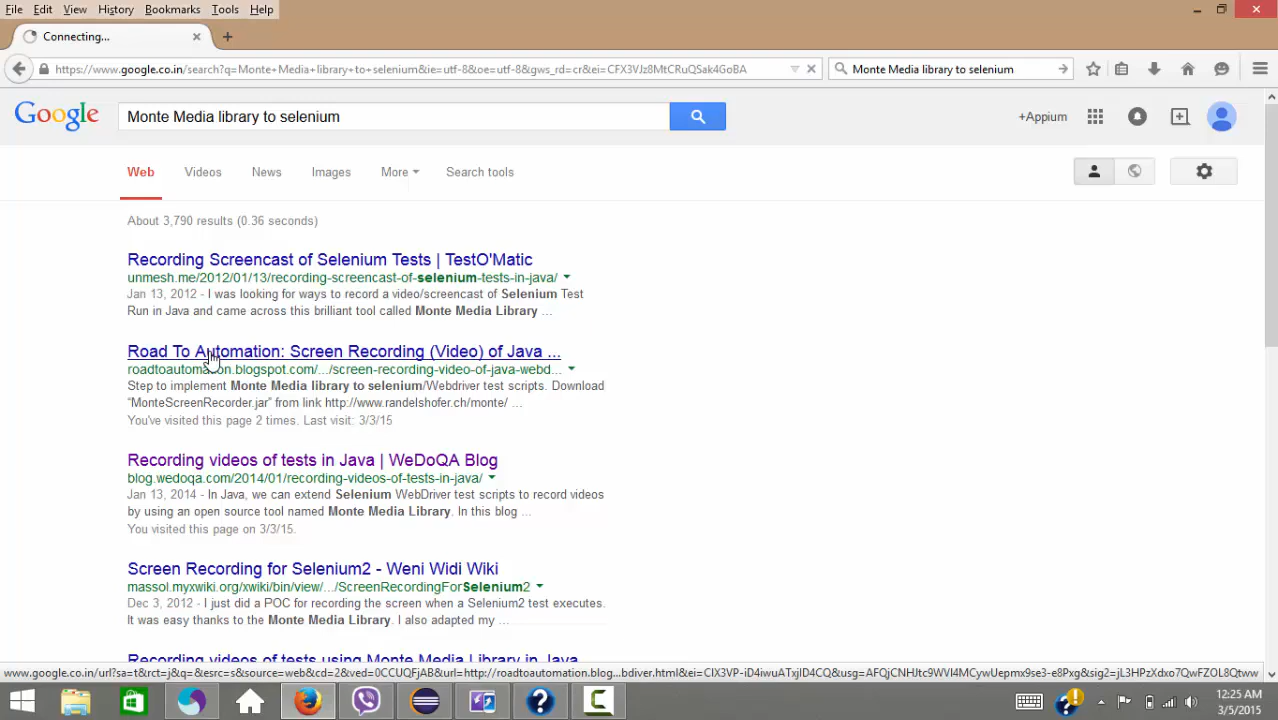 File Edit View History Bookmarks Tools Help
Connecting...
https://www.google.co.in/search?q=Monte+Media+library+to+selenium&ie=utf-8&oe=utf-8&gws_rd=cr&ei=CFX3VJz8MtCRuQSak4GoBA
Monte Media library to selenium
Google
Monte Media library to selenium
+Appium
Web Videos News Images More Search tools
About 3,790 results (0.36 seconds)
Recording Screencast of Selenium Tests | TestO'Matic
unmesh.me/2012/01/13/recording-screencast-of-selenium-tests-in-java/
Jan 13, 2012 - I was looking for ways to record a video/screencast of Selenium Test
Run in Java and came across this brilliant tool called Monte Media Library ...
Road To Automation: Screen Recording (Video) of Java ...
roadtoautomation.blogspot.com/.../screen-recording-video-of-java-webd...
Step to implement Monte Media library to selenium/Webdriver test scripts. Download
“MonteScreenRecorder.jar” from link http://www.randelshofer.ch/monte/ ...
You've visited this page 2 times. Last visit: 3/3/15
Recording videos of tests in Java | WeDoQA Blog
blog.wedoqa.com/2014/01/recording-videos-of-tests-in-java/
Jan 13, 2014 - In Java, we can extend Selenium WebDriver test scripts to record videos
by using an open source tool named Monte Media Library. In this blog ...
You visited this page on 3/3/15.
Screen Recording for Selenium2 - Weni Widi Wiki
massol.myxwiki.org/xwiki/bin/view/.../ScreenRecordingForSelenium2
Dec 3, 2012 - I just did a POC for recording the screen when a Selenium2 test executes.
It was easy thanks to the Monte Media Library. I also adapted my ...
Recording videos of tests using Monte Media Library in Java
12:25 AM
3/5/2015